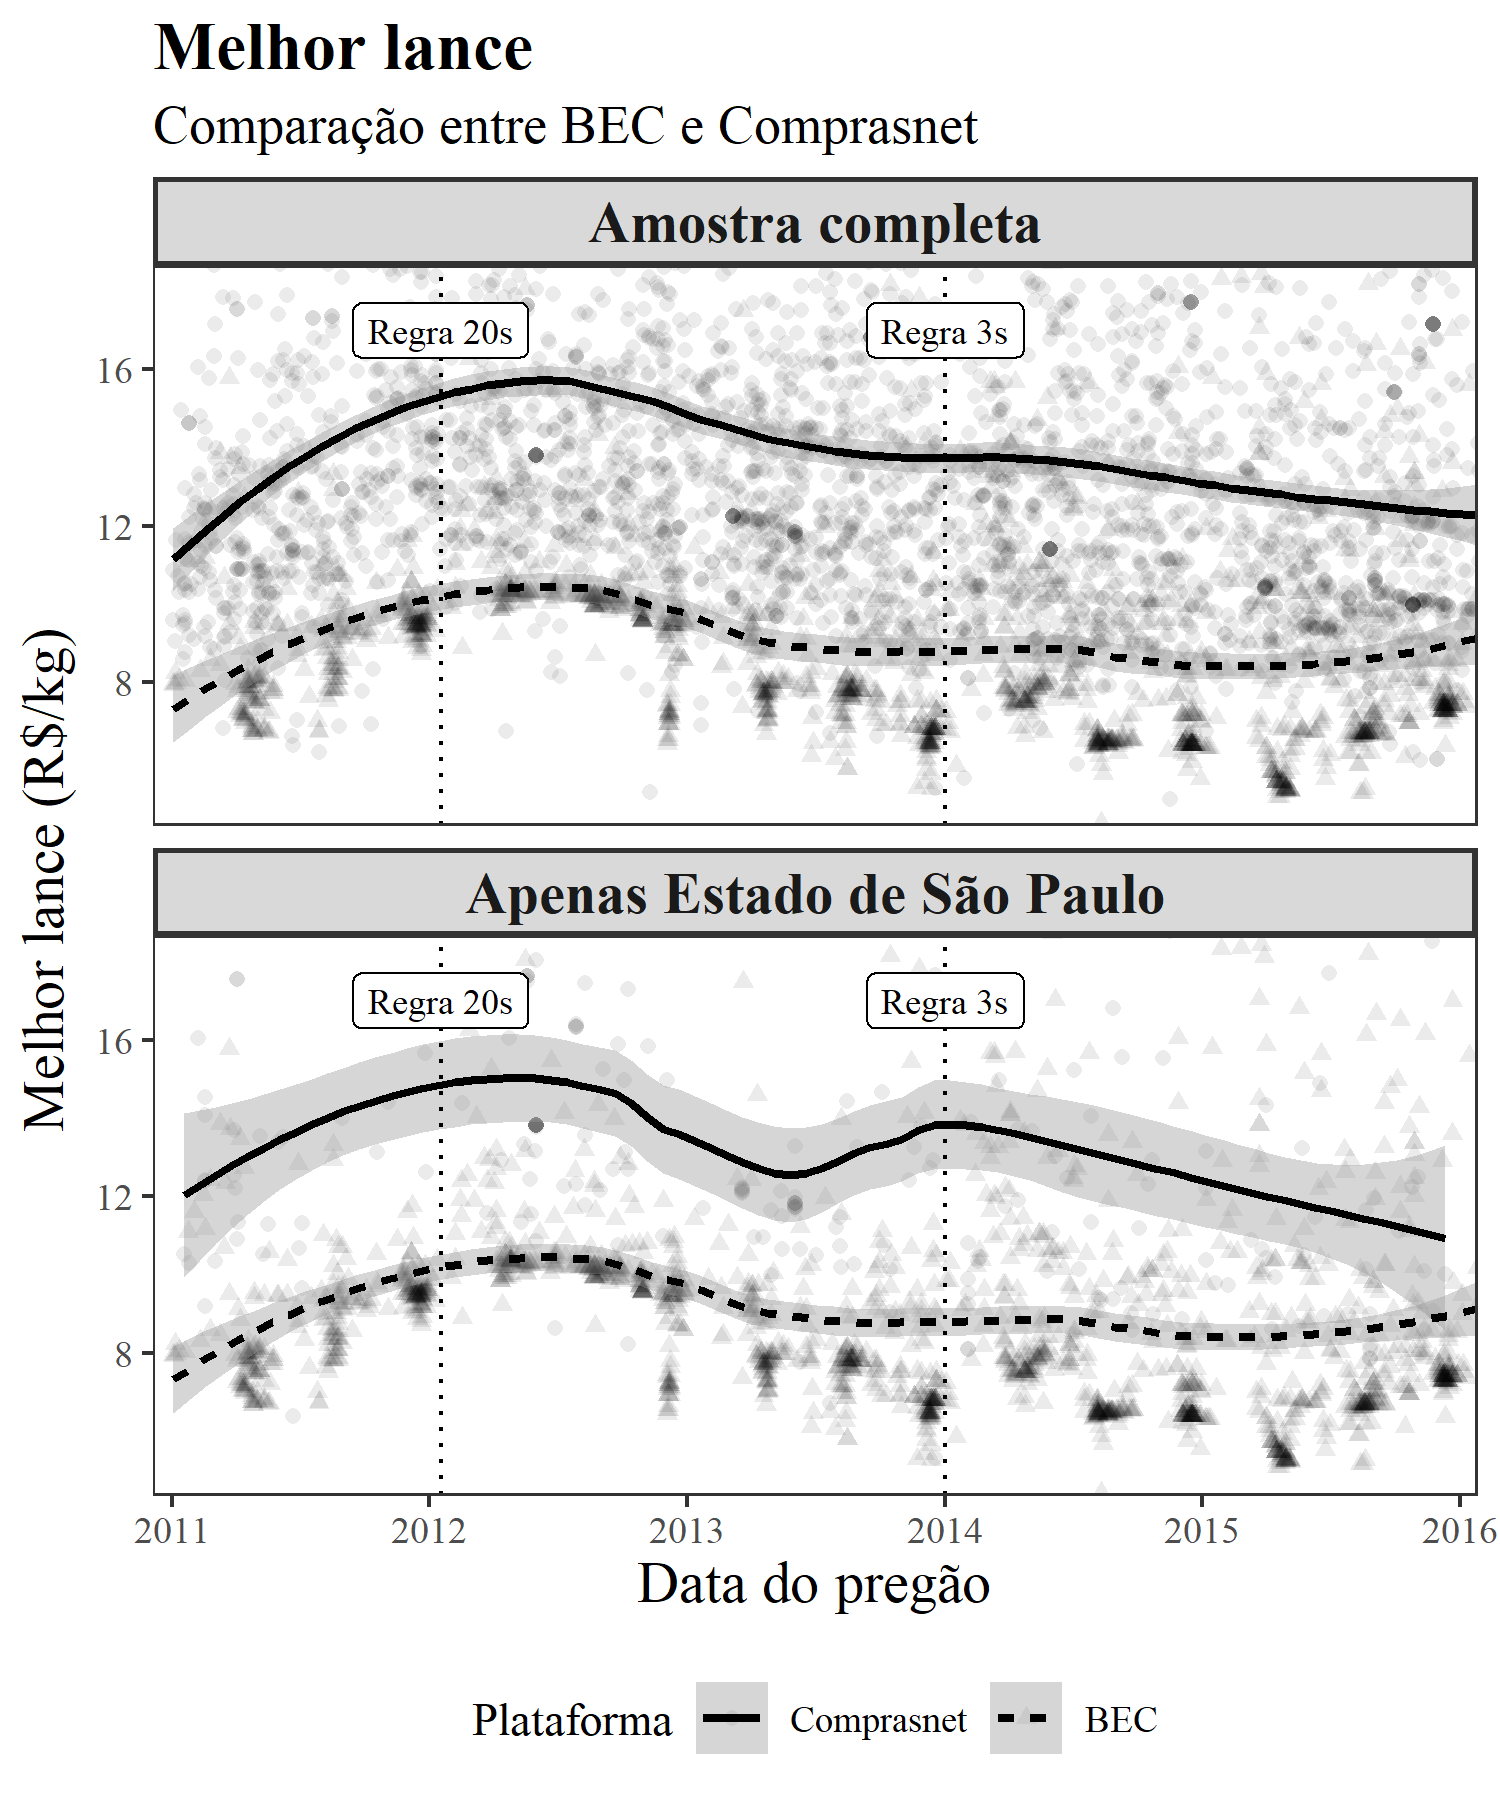 Melhor lance
Comparação entre BEC e Comprasnet
Amostra completa
Regra 20s
Regra 3s
16
12
8
Apenas Estado de São Paulo
Regra 20s
Regra 3s
16
12
8
Melhor lance (R$/kg)
2011 2012 2013 2014 2015 2016
Data do pregão
Plataforma Comprasnet BEC